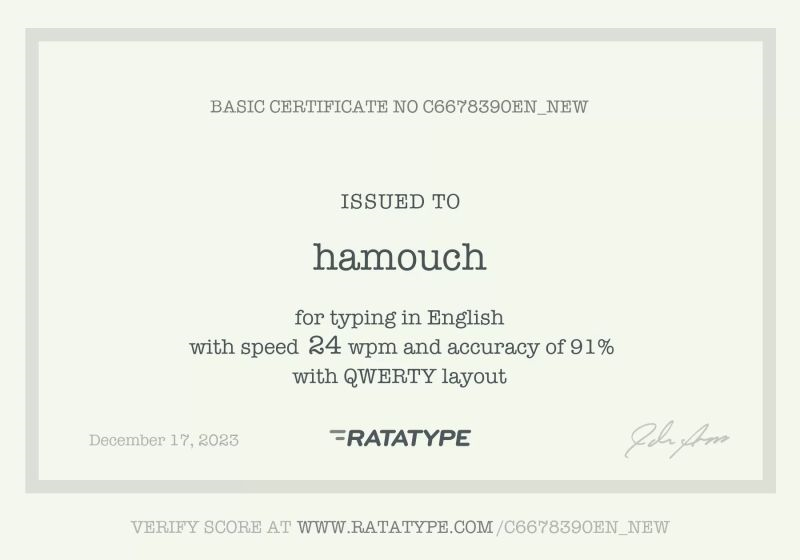 BASIC CERTIFICATE NO C6678390EN_NEW
ISSUED TO
hamouch
for typing in English
with speed 24 wpm and accuracy of 91%
with QWERTY layout
December 17, 2023
RATATYPE
VERIFY SCORE AT WWW.RATATYPE.COM/C6678390EN_NEW